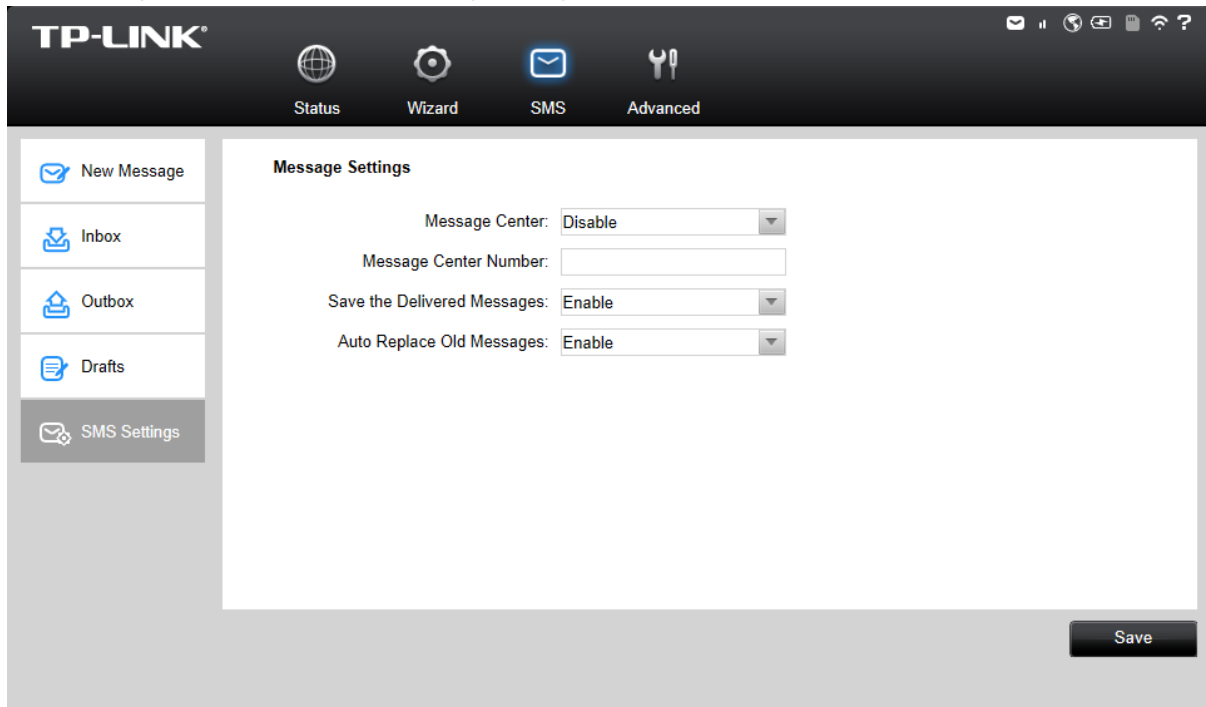 TP-LINK®
?
Status Wizard SMS Advanced
New Message
Inbox
Outbox
Drafts
SMS Settings
Message Settings
Message Center: Disable
Message Center Number:
Save the Delivered Messages: Enable
Auto Replace Old Messages: Enable
Save